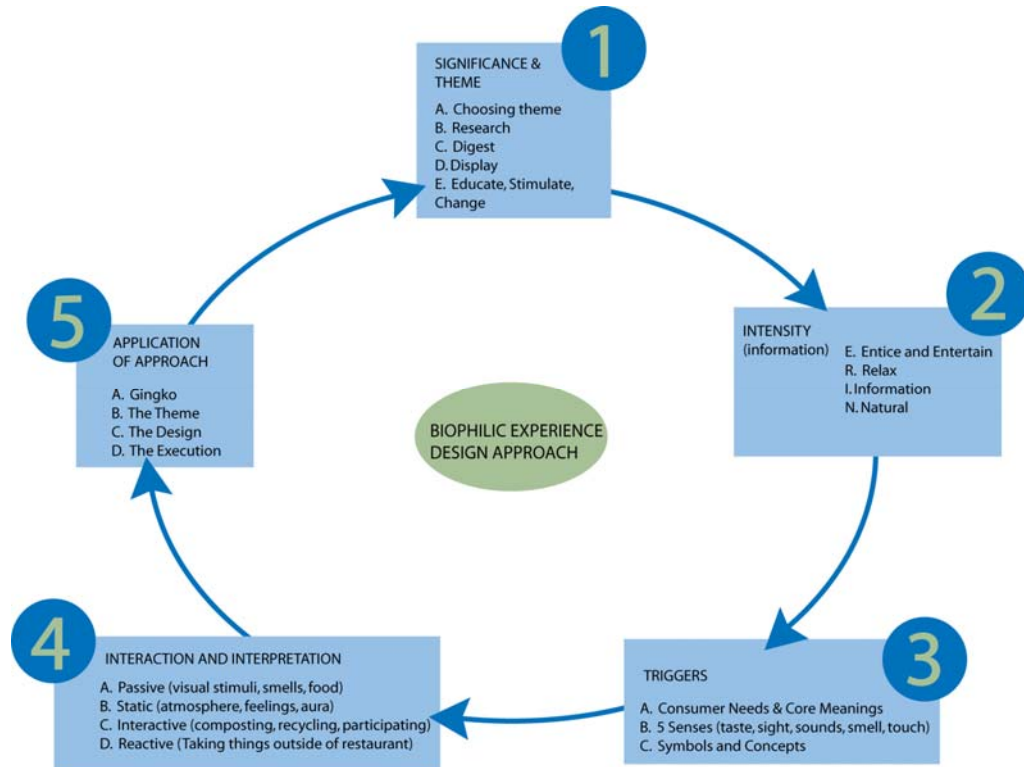 1
SIGNIFICANCE &
THEME
A. Choosing theme
B. Research
C. Digest
D. Display
E. Educate, Stimulate,
Change
2
INTENSITY
(information)
E. Entice and Entertain
R. Relax
I. Information
N. Natural
3
TRIGGERS
A. Consumer Needs & Core Meanings
B. 5 Senses (taste, sight, sounds, smell, touch)
C. Symbols and Concepts
4
INTERACTION AND INTERPRETATION
A. Passive (visual stimuli, smells, food)
B. Static (atmosphere, feelings, aura)
C. Interactive (composting, recycling, participating)
D. Reactive (Taking things outside of restaurant)
5
APPLICATION
OF APPROACH
A. Gingko
B. The Theme
C. The Design
D. The Execution
BIOPHILIC EXPERIENCE
DESIGN APPROACH